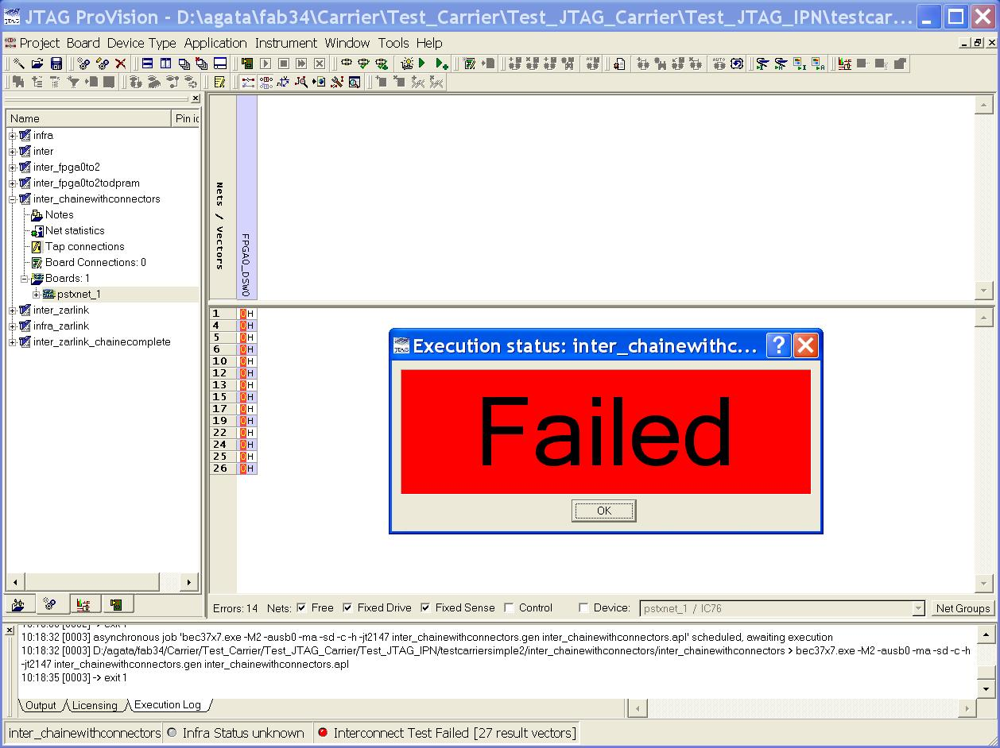 JTAG ProVision - D:\agata\fab34\Carrier\Test_Carrier\Test_JTAG_Carrier\Test_JTAG_IPN\testcar...
Project Board Device Type Application Instrument Window Tools Help
Name Pin ic
infra
inter
inter_fpga0to2
inter_fpga0to2todpram
inter_chainewithconnectors
Notes
Net statistics
Tap connections
Board Connections: 0
Boards: 1
pstxnet_1
inter_zarlink
infra_zarlink
inter_zarlink_chainecomplete
Nets / Vectors
FPGA0_DSW0
1 0H
4 0H
5 0H
6 0H
10 0H
12 0H
13 0H
15 0H
17 0H
19 0H
22 0H
24 0H
25 0H
26 0H
JTAG Execution status: inter_chainewithc...
Failed
OK
Errors: 14 Nets: Free Fixed Drive Fixed Sense Control Device: pstxnet_1 / IC76 Net Groups
10:18:32 [0003] asynchronous job 'bec37x7.exe -M2 -ausb0 -ma -sd -c -h -jt2147 inter_chainewithconnectors.gen inter_chainewithconnectors.apl' scheduled, awaiting execution
10:18:32 [0003] D:/agata/fab34/Carrier/Test_Carrier/Test_JTAG_Carrier/Test_JTAG_IPN/testcarriersimple2/inter_chainewithconnectors/inter_chainewithconnectors > bec37x7.exe -M2 -ausb0 -ma -sd -c -h
-jt2147 inter_chainewithconnectors.gen inter_chainewithconnectors.apl
10:18:35 [0003] -> exit 1
Output Licensing Execution Log
inter_chainewithconnectors Infra Status unknown Interconnect Test Failed [27 result vectors]